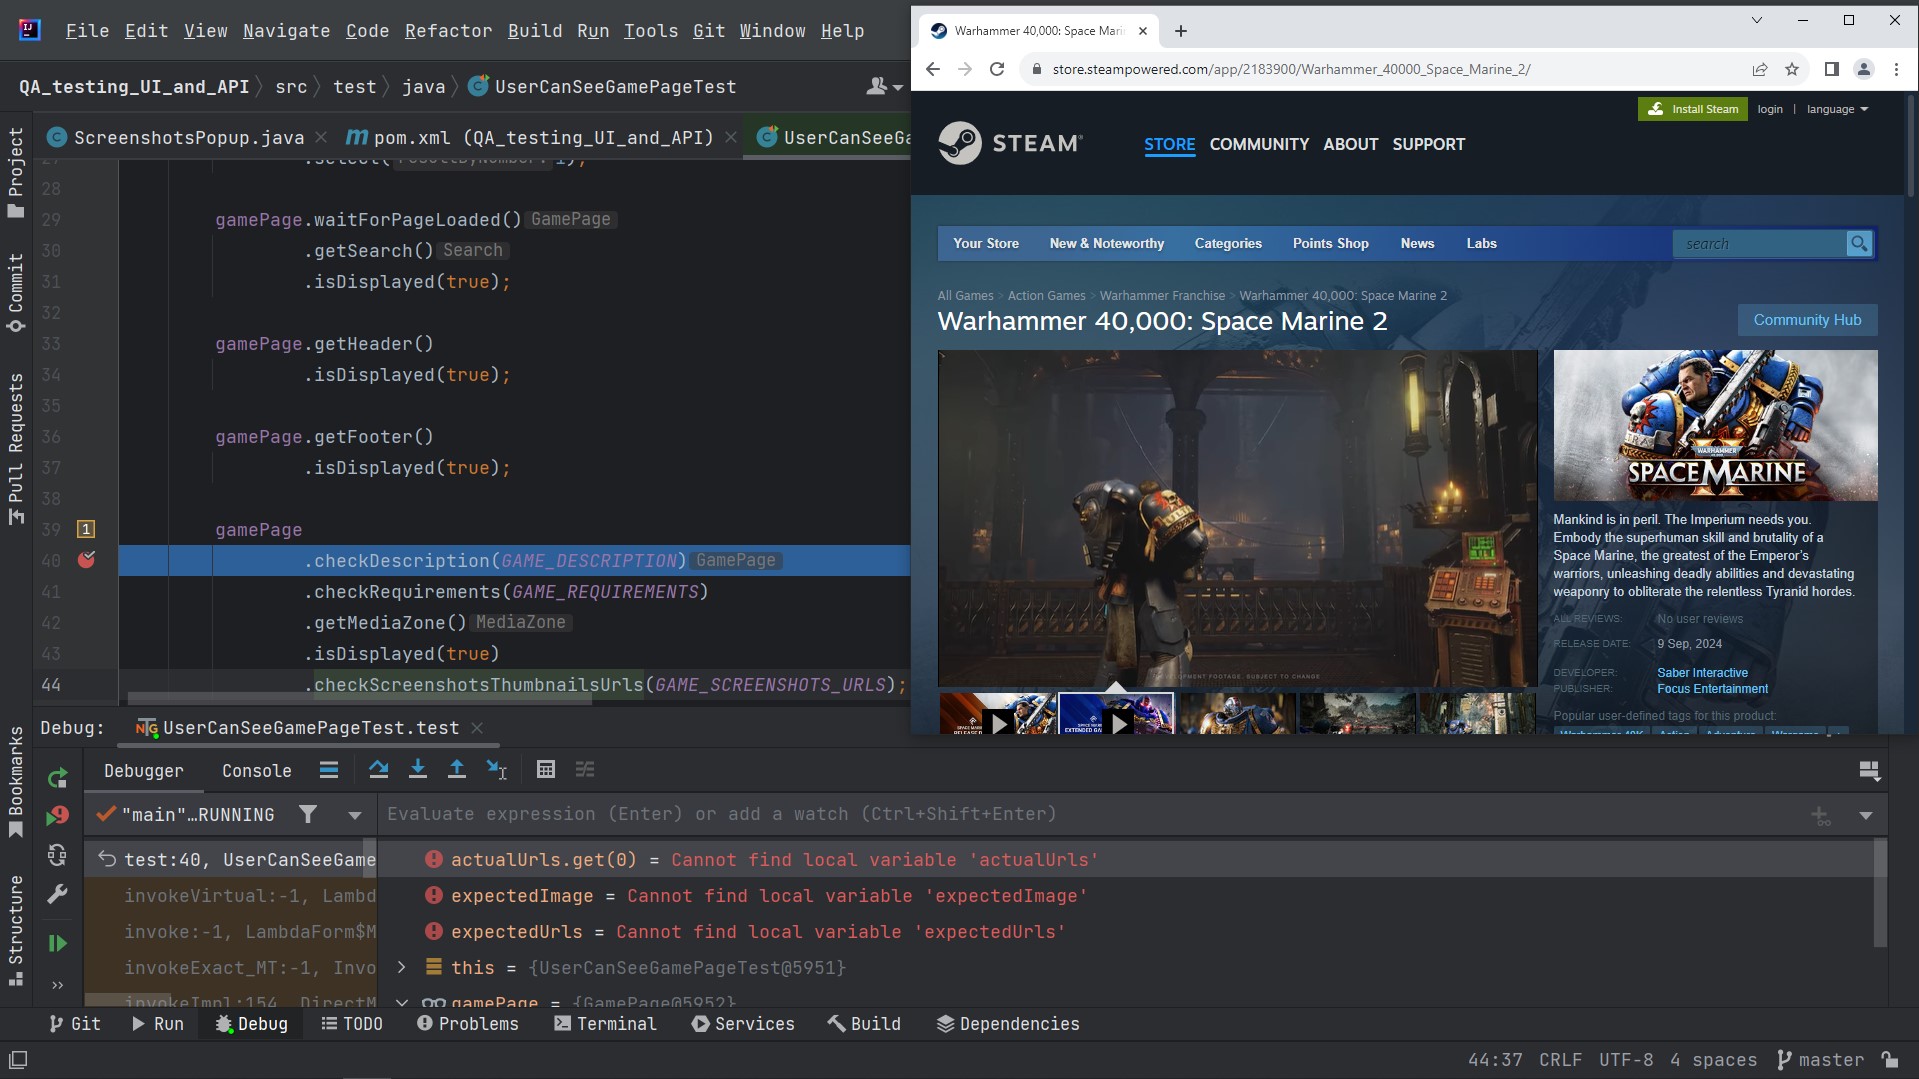 File Edit View Navigate Code Refactor Build Run Tools Git Window Help
QA_testing_UI_and_API src test java UserCanSeeGamePageTest
ScreenshotsPopup.java pom.xml (QA_testing_UI_and_API) UserCanSeeGa
Project
Commit
Pull Requests
Bookmarks
Structure
28
29 gamePage.waitForPageLoaded() GamePage
30 .getSearch() Search
31 .isDisplayed(true);
32
33 gamePage.getHeader()
34 .isDisplayed(true);
35
36 gamePage.getFooter()
37 .isDisplayed(true);
38
39 1 gamePage
40 .checkDescription(GAME_DESCRIPTION) GamePage
41 .checkRequirements(GAME_REQUIREMENTS)
42 .getMediaZone() MediaZone
43 .isDisplayed(true)
44 .checkScreenshotsThumbnailsUrls(GAME_SCREENSHOTS_URLS);
Warhammer 40,000: Space Mari
store.steampowered.com/app/2183900/Warhammer_40000_Space_Marine_2/
Install Steam login | language
STEAM® STORE COMMUNITY ABOUT SUPPORT
Your Store New & Noteworthy Categories Points Shop News Labs search
All Games > Action Games > Warhammer Franchise > Warhammer 40,000: Space Marine 2
Warhammer 40,000: Space Marine 2
Community Hub
WARHAMMER
SPACE MARINE
Mankind is in peril. The Imperium needs you.
Embody the superhuman skill and brutality of a
Space Marine, the greatest of the Emperor's
warriors, unleashing deadly abilities and devastating
weaponry to obliterate the relentless Tyranid hordes.
ALL REVIEWS: No user reviews
RELEASE DATE: 9 Sep, 2024
DEVELOPER: Saber Interactive
PUBLISHER: Focus Entertainment
Popular user-defined tags for this product:
Warhammer 40K Action Adventure Wargame +
DEVELOPMENT FOOTAGE. SUBJECT TO CHANGE
Debug: UserCanSeeGamePageTest.test
Debugger Console
"main"…RUNNING Evaluate expression (Enter) or add a watch (Ctrl+Shift+Enter)
test:40, UserCanSeeGame
invokeVirtual:-1, Lambd
invoke:-1, LambdaForm$M
invokeExact_MT:-1, Invo
invokeImpl:154, DirectM
actualUrls.get(0) = Cannot find local variable 'actualUrls'
expectedImage = Cannot find local variable 'expectedImage'
expectedUrls = Cannot find local variable 'expectedUrls'
this = {UserCanSeeGamePageTest@5951}
gamePage = {GamePage@5952}
Git Run Debug TODO Problems Terminal Services Build Dependencies
44:37 CRLF UTF-8 4 spaces master